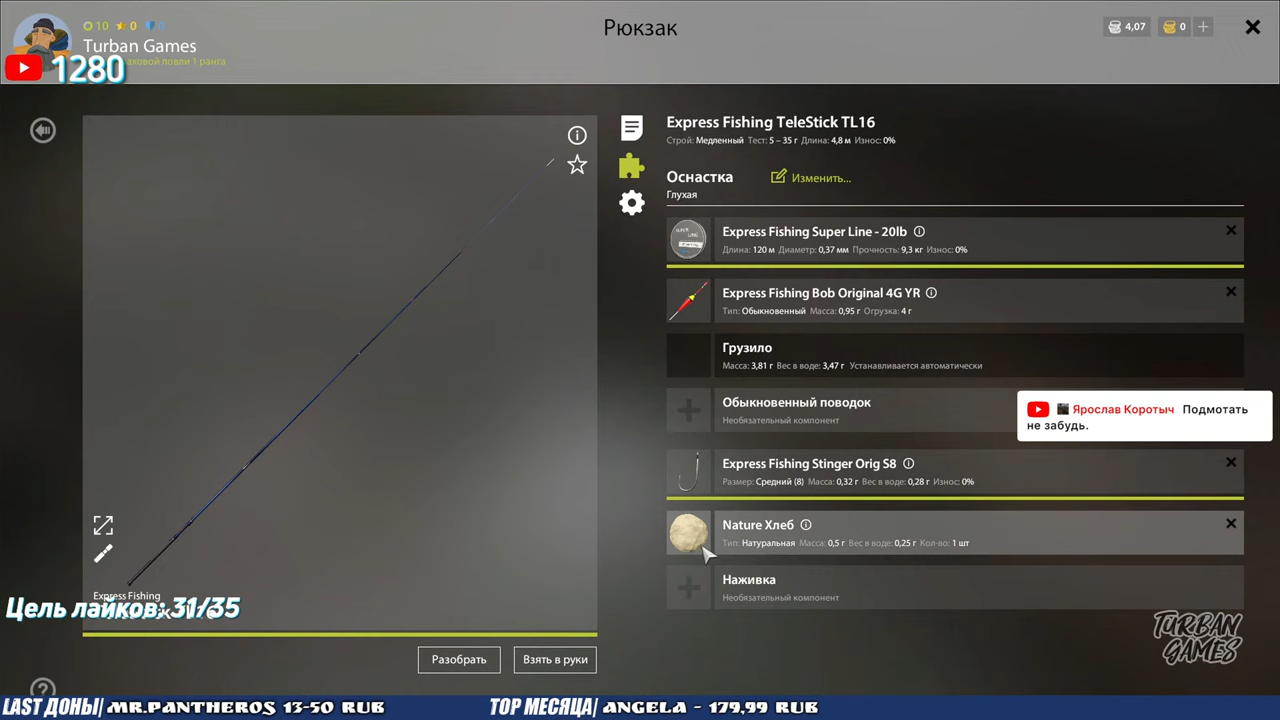 10 0 0
Turban Games
1280
аховой ловли 1 ранга
Рюкзак
4,07 0 +
Express Fishing TeleStick TL16
Строй: Медленный Тест: 5 – 35 г Длина: 4,8 м Износ: 0%
Оснастка Изменить...
Глухая
Express Fishing Super Line - 20lb
Длина: 120 м Диаметр: 0,37 мм Прочность: 9,3 кг Износ: 0%
Express Fishing Bob Original 4G YR
Тип: Обыкновенный Масса: 0,95 г Огрузка: 4 г
Грузило
Масса: 3,81 г Вес в воде: 3,47 г Устанавливается автоматически
Обыкновенный поводок
Необязательный компонент
Ярослав Коротыч Подмотать
не забудь.
Express Fishing Stinger Orig S8
Размер: Средний (8) Масса: 0,32 г Вес в воде: 0,28 г Износ: 0%
Nature Хлеб
Тип: Натуральная Масса: 0,5 г Вес в воде: 0,25 г Кол-во: 1 шт
Наживка
Необязательный компонент
Express Fishing
Цель лайков: 31/35
Разобрать
Взять в руки
TURBAN
GAMES
LAST ДОНЫ| MR.PANTHEROS 13-50 RUB
TOP МЕСЯЦА| ANGELA - 179,99 RUB